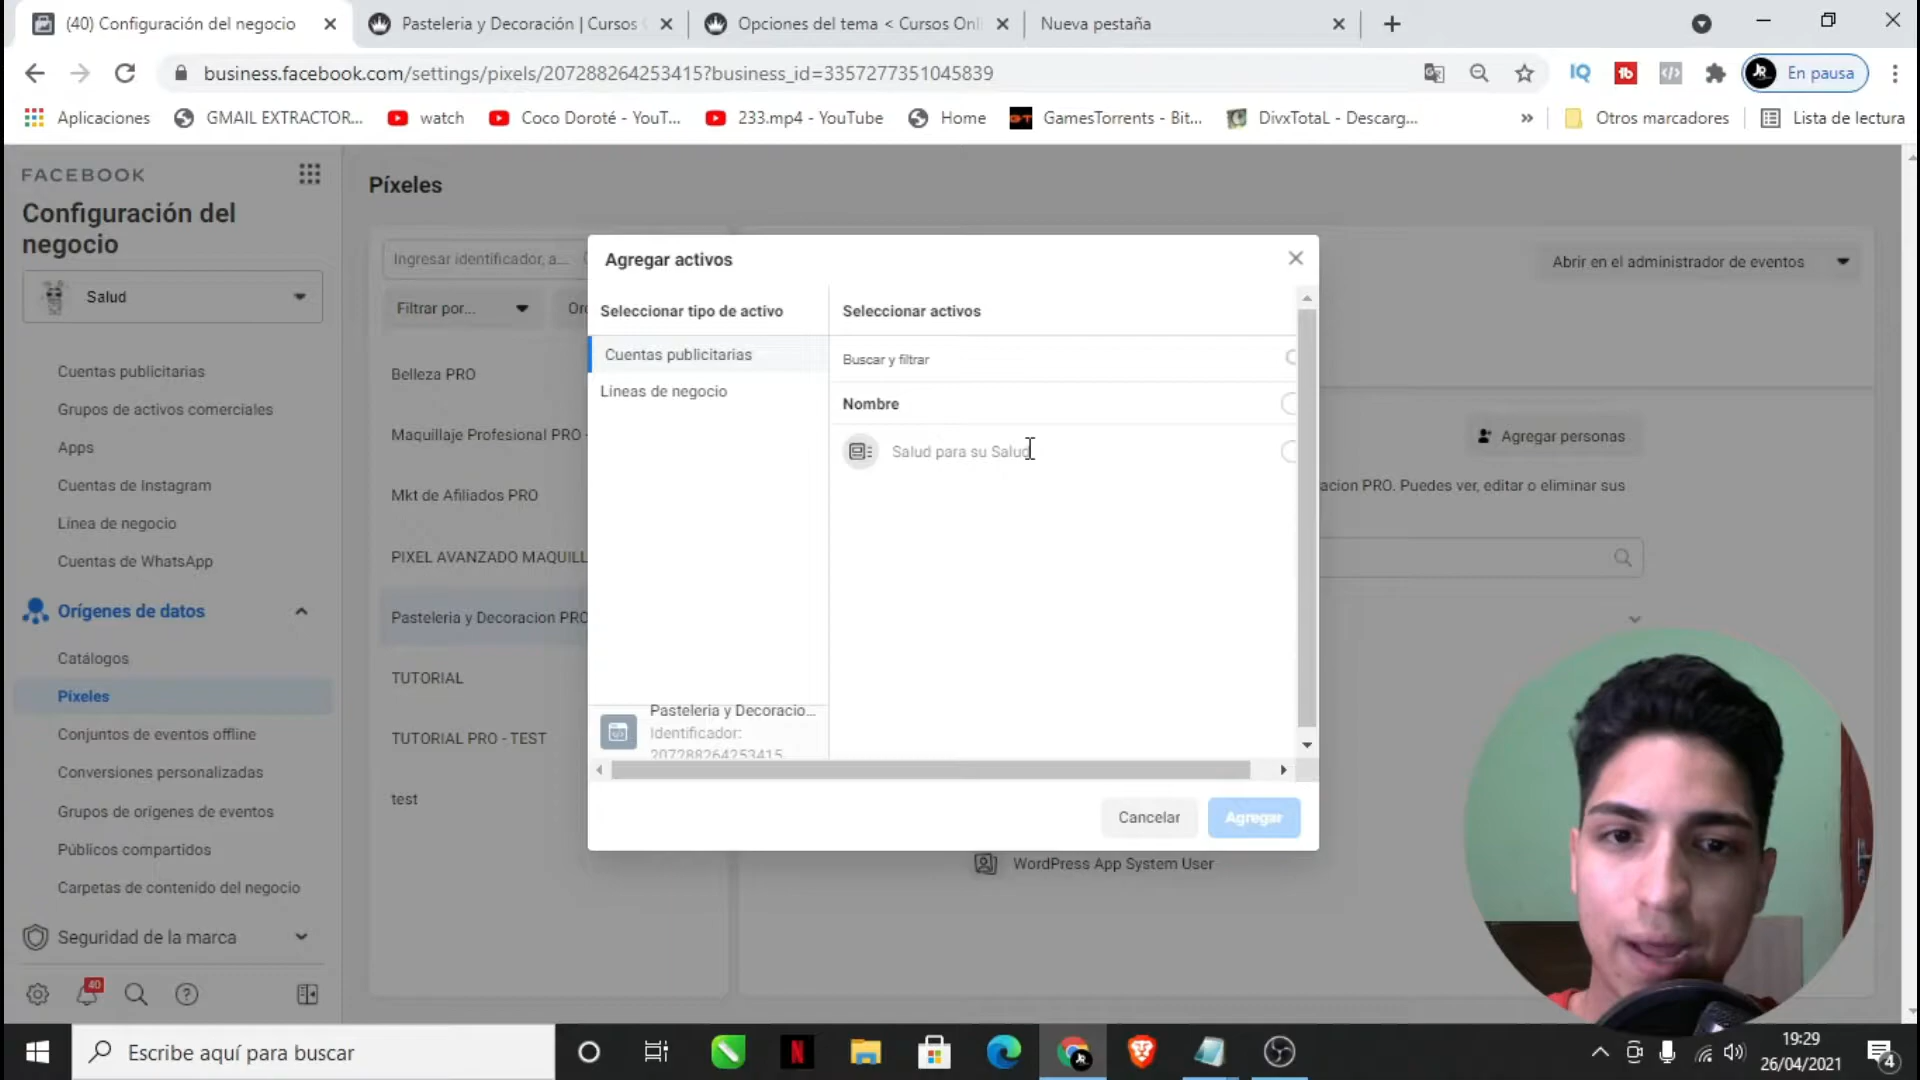 (40) Configuración del negocio
Pasteleria y Decoración | Cursos
Opciones del tema < Cursos Onl
Nueva pestaña
business.facebook.com/settings/pixels/207288264253415?business_id=3357277351045839
IQ
En pausa
Aplicaciones
GMAIL EXTRACTOR...
watch
Coco Doroté - YouT...
233.mp4 - YouTube
Home
GamesTorrents - Bit...
DivxTotaL - Descarg...
»
Otros marcadores
Lista de lectura
FACEBOOK
Configuración del
negocio
Salud
Cuentas publicitarias
Grupos de activos comerciales
Apps
Cuentas de Instagram
Línea de negocio
Cuentas de WhatsApp
Orígenes de datos
Catálogos
Píxeles
Conjuntos de eventos offline
Conversiones personalizadas
Grupos de orígenes de eventos
Públicos compartidos
Carpetas de contenido del negocio
Seguridad de la marca
40
Píxeles
Ingresar identificador, a...
Filtrar por...
Belleza PRO
Maquillaje Profesional PRO -
Mkt de Afiliados PRO
PIXEL AVANZADO MAQUILL
Pasteleria y Decoracion PRO
TUTORIAL
TUTORIAL PRO - TEST
test
Agregar activos
Seleccionar tipo de activo
Cuentas publicitarias
Líneas de negocio
Pasteleria y Decoracio...
Identificador:
207288264253415.
Seleccionar activos
Buscar y filtrar
Nombre
Salud para su Salud
Cancelar
Agregar
Abrir en el administrador de eventos
Agregar personas
acion PRO. Puedes ver, editar o eliminar sus
WordPress App System User
Escribe aquí para buscar
19:29
26/04/2021
4